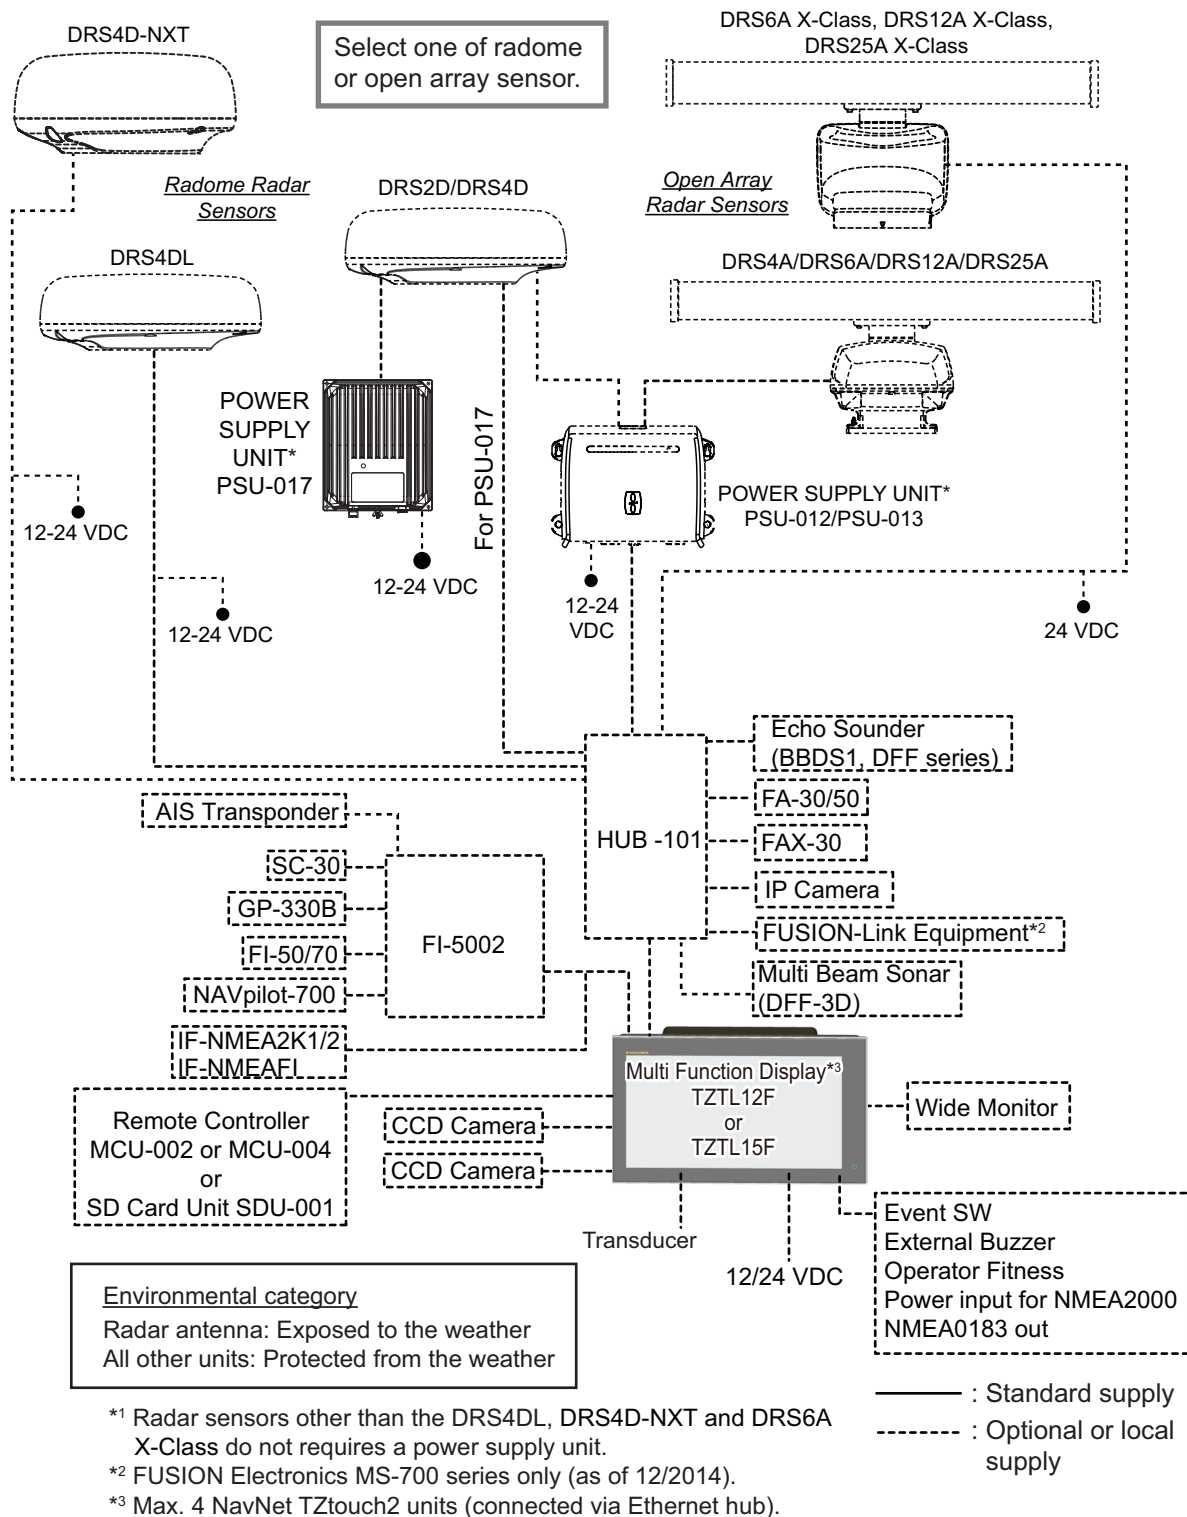 DRS4D-NXT
Select one of radome
or open array sensor.
DRS6A X-Class, DRS12A X-Class,
DRS25A X-Class
Radome Radar
Sensors
DRS2D/DRS4D
Open Array
Radar Sensors
DRS4DL
DRS4A/DRS6A/DRS12A/DRS25A
POWER
SUPPLY
UNIT*
PSU-017
For PSU-017
POWER SUPPLY UNIT*
PSU-012/PSU-013
12-24 VDC
12-24 VDC
12-24 VDC
12-24
VDC
24 VDC
Echo Sounder
(BBDS1, DFF series)
AIS Transponder
FA-30/50
HUB -101
FAX-30
SC-30
IP Camera
GP-330B
FUSION-Link Equipment*2
FI-50/70
FI-5002
Multi Beam Sonar
(DFF-3D)
NAVpilot-700
IF-NMEA2K1/2
IF-NMEAFI
FURUNO
Multi Function Display*3
TZTL12F
or
TZTL15F
Wide Monitor
Remote Controller
MCU-002 or MCU-004
or
SD Card Unit SDU-001
CCD Camera
CCD Camera
Transducer
12/24 VDC
Event SW
External Buzzer
Operator Fitness
Power input for NMEA2000
NMEA0183 out
Environmental category
Radar antenna: Exposed to the weather
All other units: Protected from the weather
: Standard supply
: Optional or local
supply
*1 Radar sensors other than the DRS4DL, DRS4D-NXT and DRS6A
X-Class do not requires a power supply unit.
*2 FUSION Electronics MS-700 series only (as of 12/2014).
*3 Max. 4 NavNet TZtouch2 units (connected via Ethernet hub).